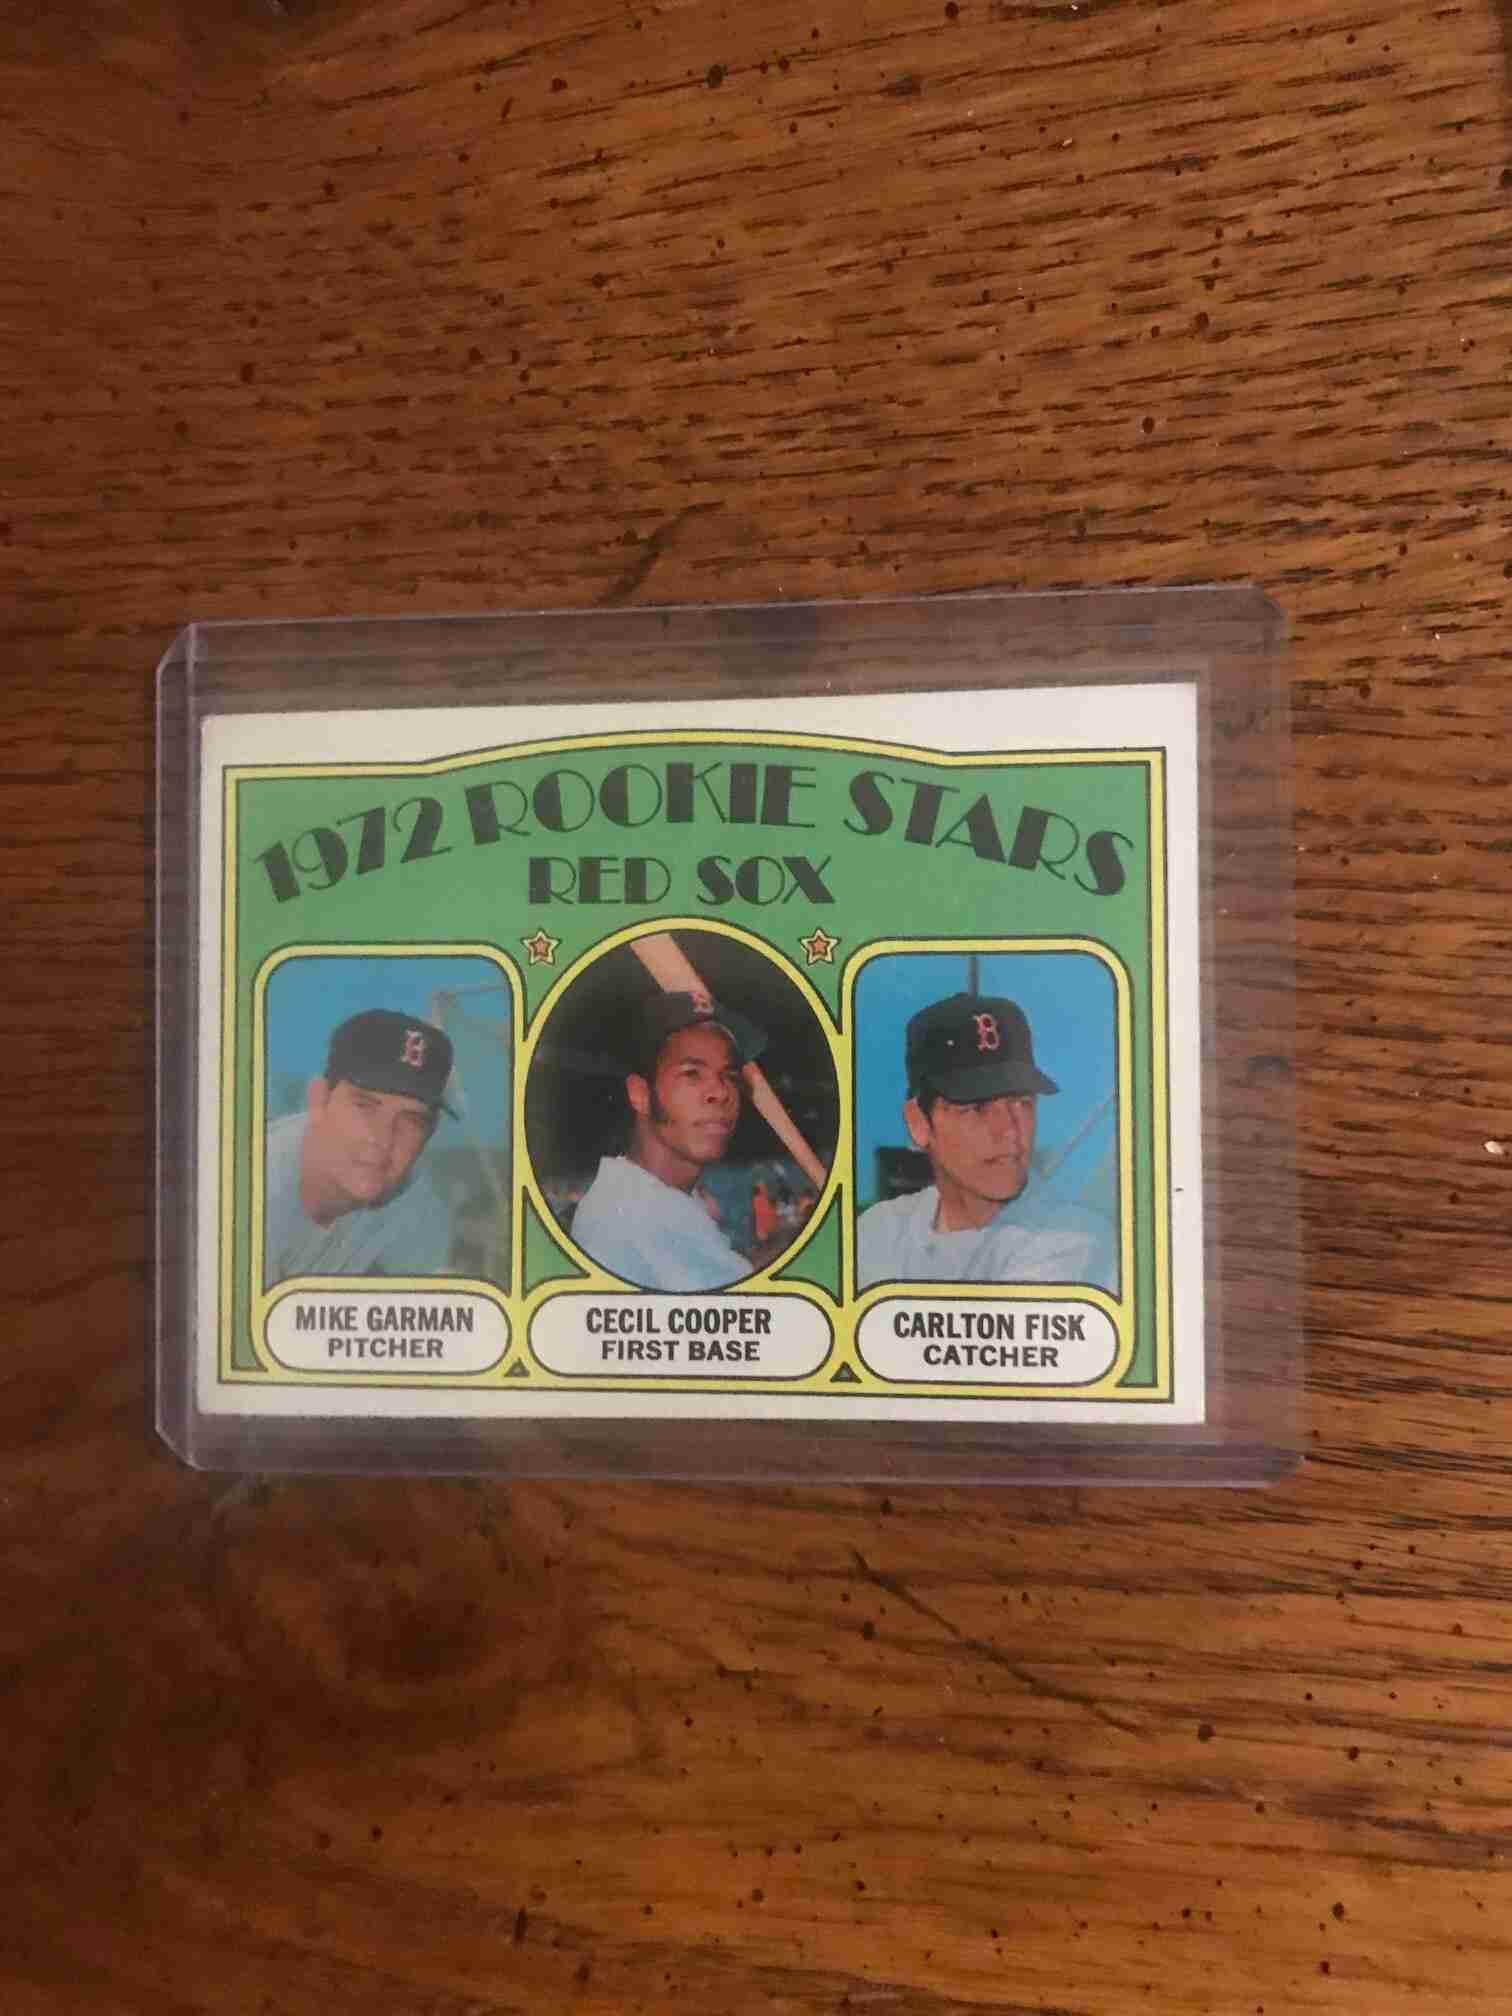 1972 ROOKIE STARS
RED SOX
B
B
B
MIKE GARMAN
PITCHER
CECIL COOPER
FIRST BASE
CARLTON FISK
CATCHER